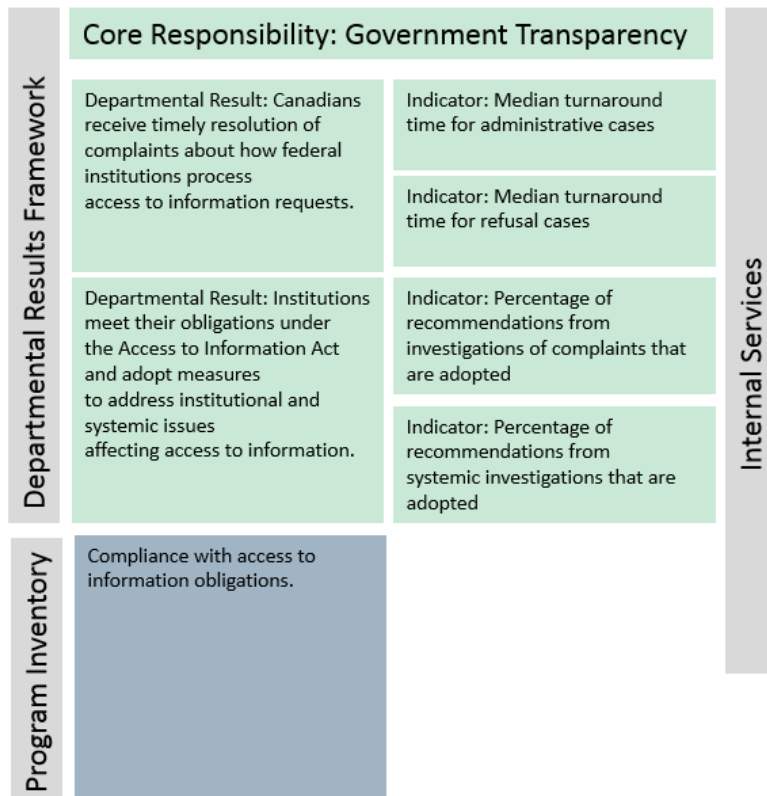 Core Responsibility: Government Transparency
Departmental Results Framework
Departmental Result: Canadians
receive timely resolution of
complaints about how federal
institutions process
access to information requests.
Indicator: Median turnaround
time for administrative cases
Indicator: Median turnaround
time for refusal cases
Departmental Result: Institutions
meet their obligations under
the Access to Information Act
and adopt measures
to address institutional and
systemic issues
affecting access to information.
Indicator: Percentage of
recommendations from
investigations of complaints that
are adopted
Indicator: Percentage of
recommendations from
systemic investigations that are
adopted
Internal Services
Program Inventory
Compliance with access to
information obligations.